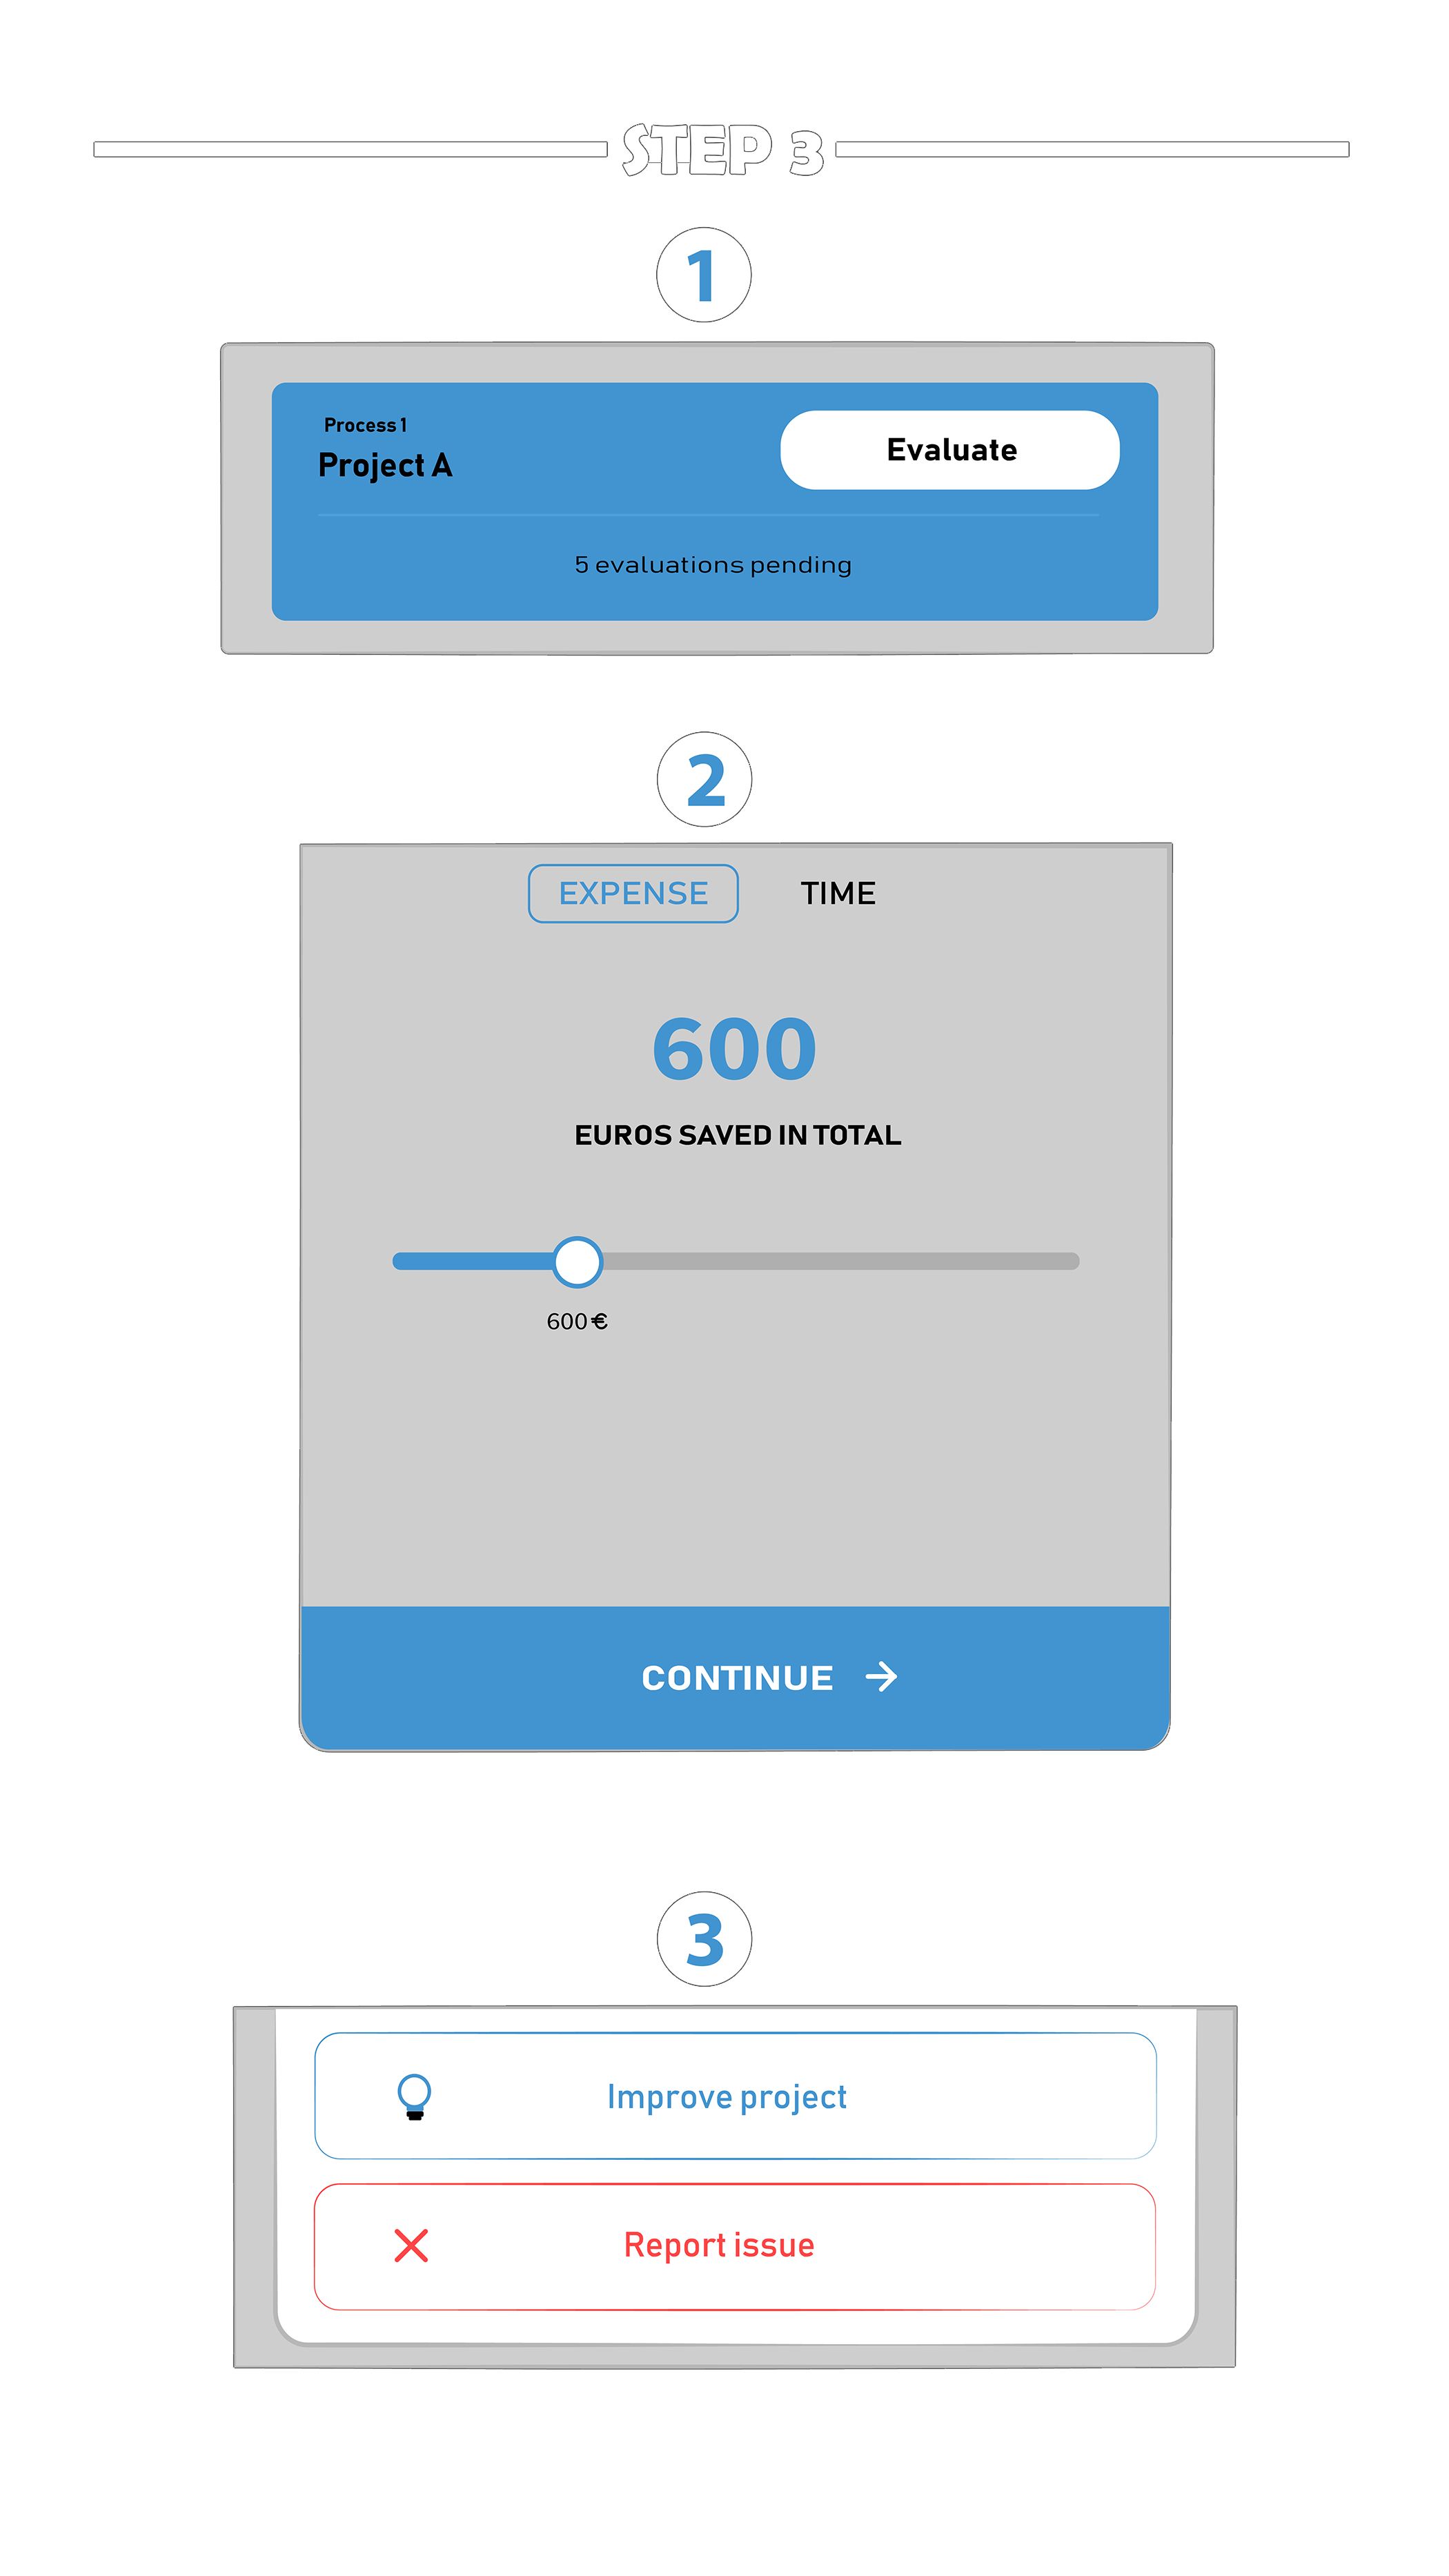 STEP 3
1
Process 1
Project A
Evaluate
5 evaluations pending
2
EXPENSE
TIME
600
EUROS SAVED IN TOTAL
600 €
CONTINUE →
3
Improve project
Report issue